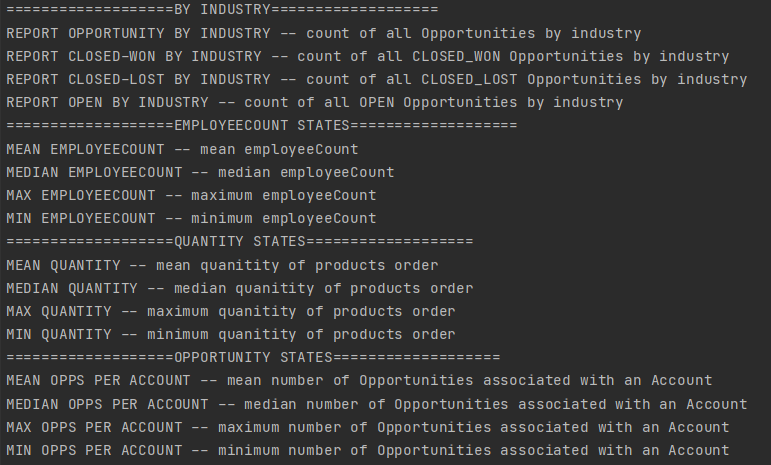 ===================BY INDUSTRY===================
REPORT OPPORTUNITY BY INDUSTRY -- count of all Opportunities by industry
REPORT CLOSED-WON BY INDUSTRY -- count of all CLOSED_WON Opportunities by industry
REPORT CLOSED-LOST BY INDUSTRY -- count of all CLOSED_LOST Opportunities by industry
REPORT OPEN BY INDUSTRY -- count of all OPEN Opportunities by industry
===================EMPLOYEECOUNT STATES===================
MEAN EMPLOYEECOUNT -- mean employeeCount
MEDIAN EMPLOYEECOUNT -- median employeeCount
MAX EMPLOYEECOUNT -- maximum employeeCount
MIN EMPLOYEECOUNT -- minimum employeeCount
===================QUANTITY STATES===================
MEAN QUANTITY -- mean quanitity of products order
MEDIAN QUANTITY -- median quanitity of products order
MAX QUANTITY -- maximum quanitity of products order
MIN QUANTITY -- minimum quanitity of products order
===================OPPORTUNITY STATES===================
MEAN OPPS PER ACCOUNT -- mean number of Opportunities associated with an Account
MEDIAN OPPS PER ACCOUNT -- median number of Opportunities associated with an Account
MAX OPPS PER ACCOUNT -- maximum number of Opportunities associated with an Account
MIN OPPS PER ACCOUNT -- minimum number of Opportunities associated with an Account